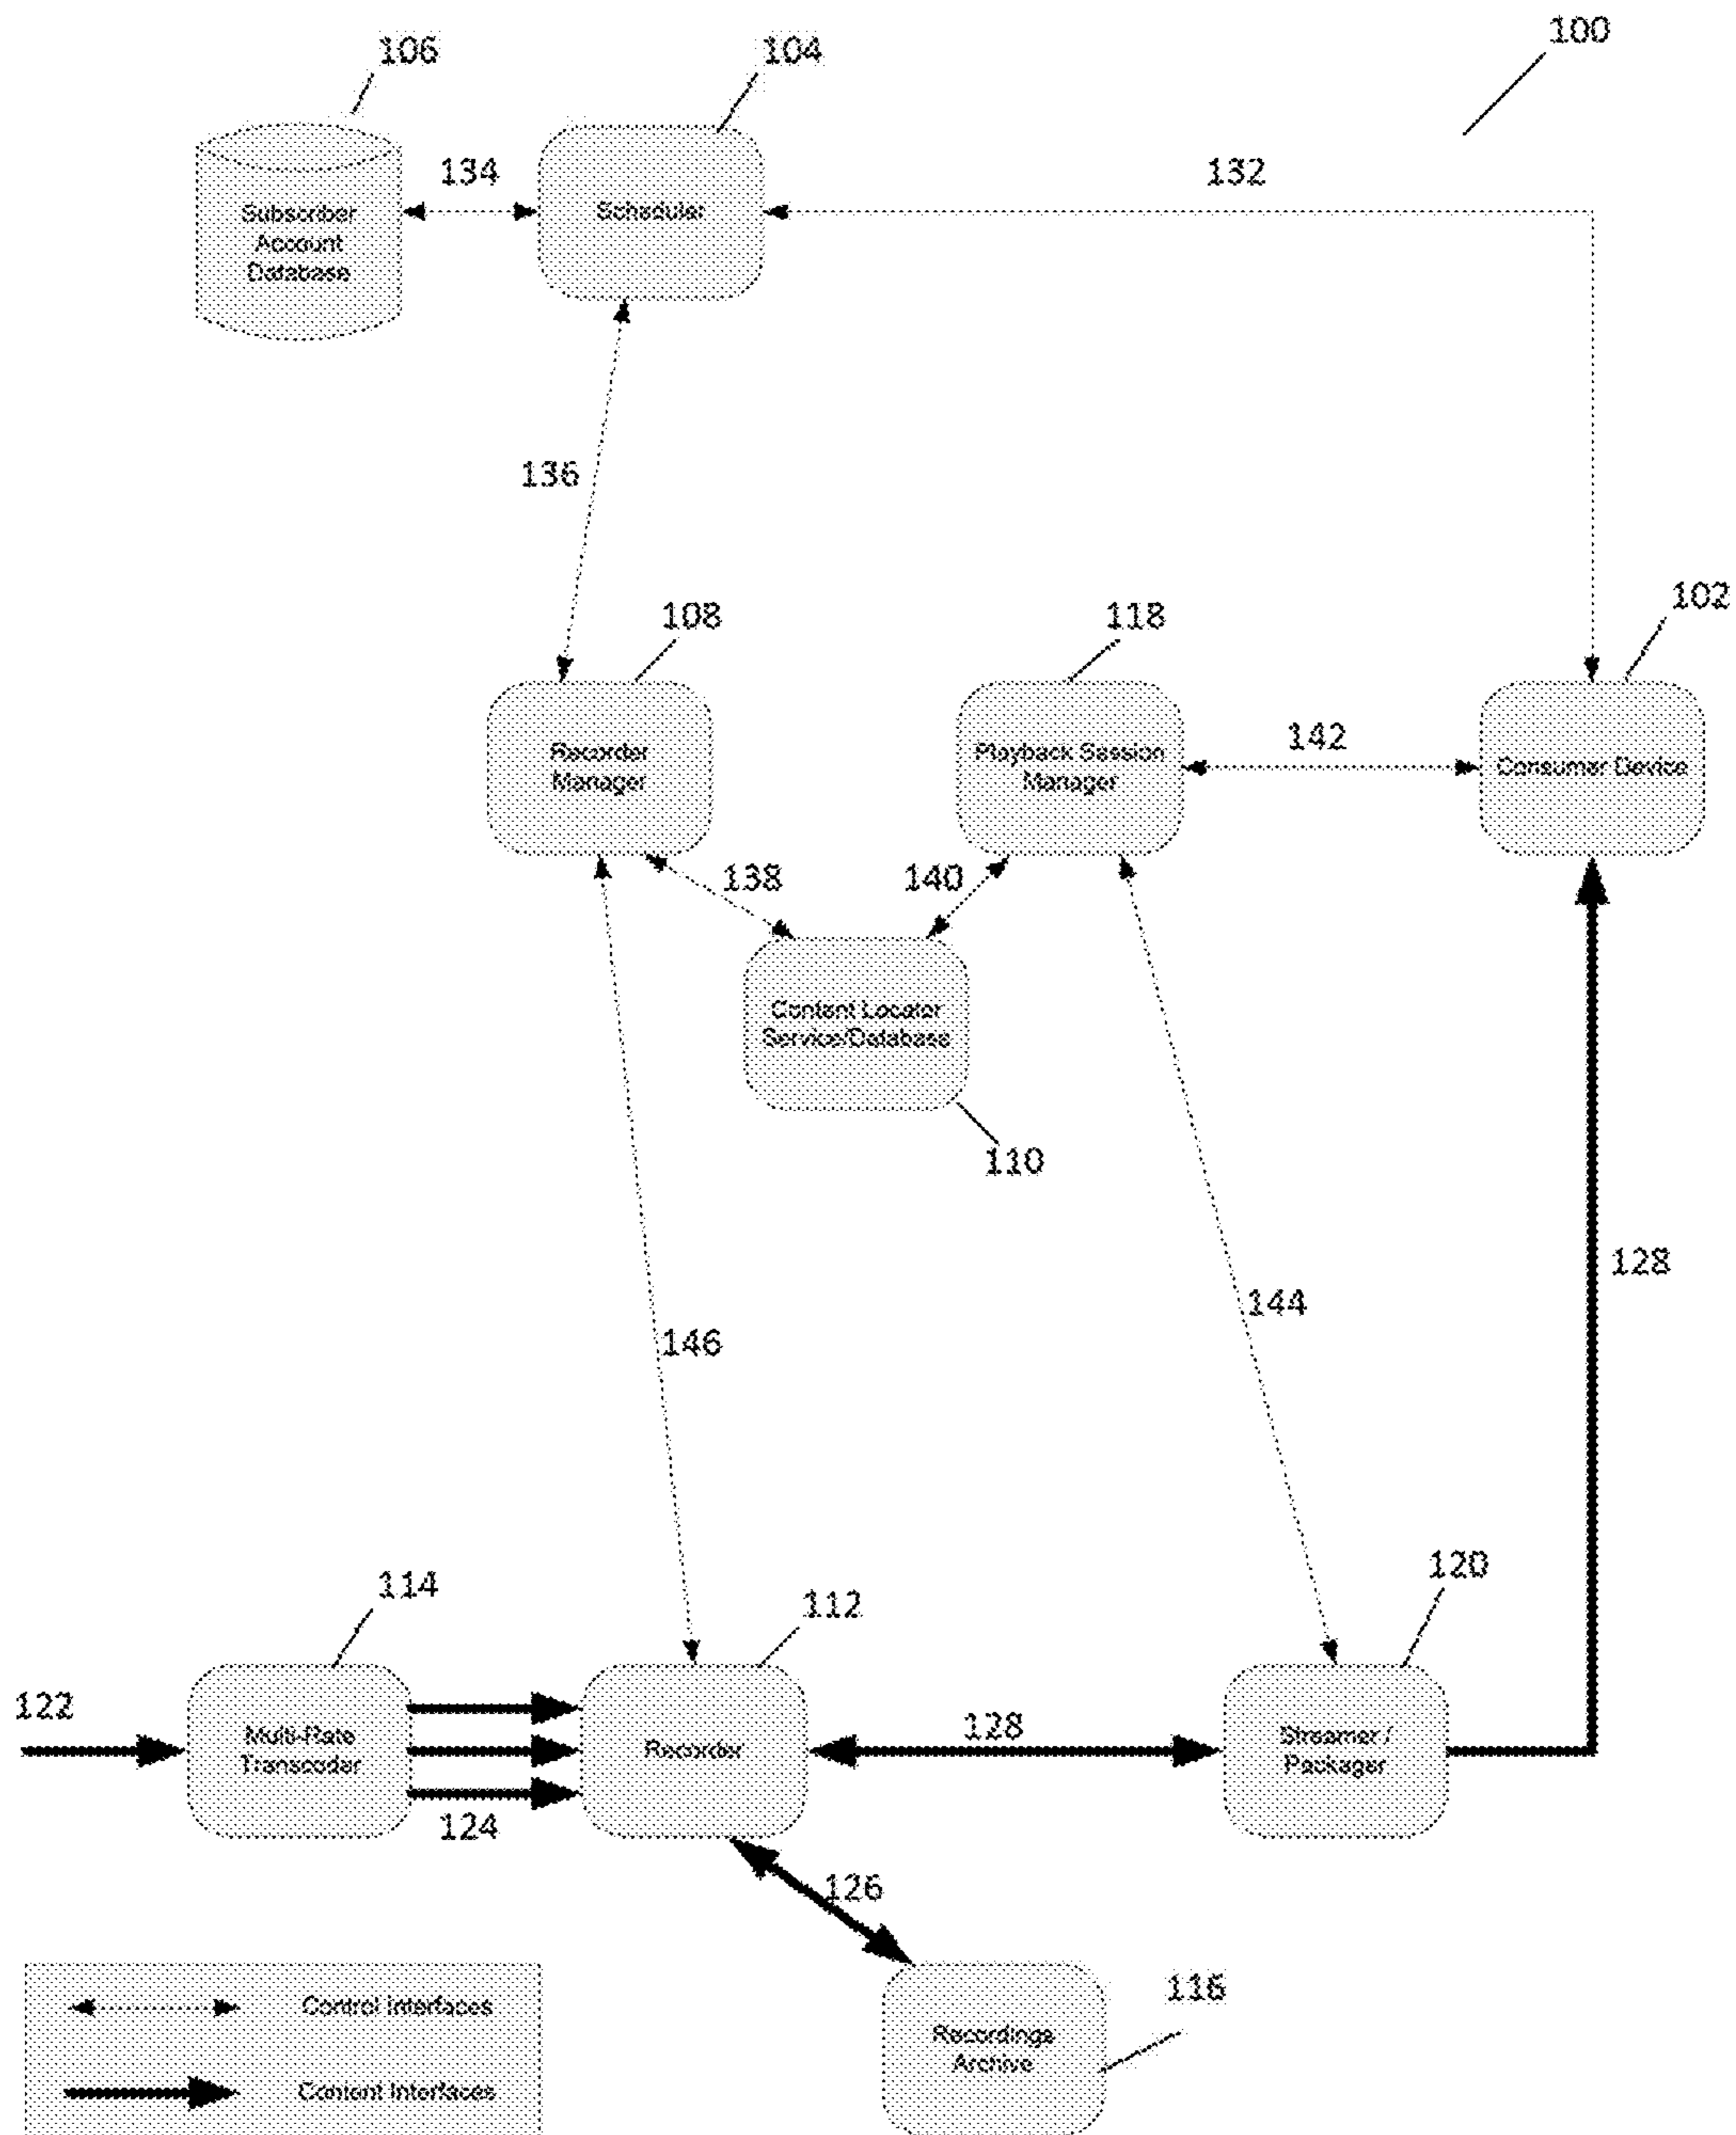 100
106
104
134
132
Subscriber
Account
Database
Scheduler
136
108
118
102
Recorder
Manager
Playback Session
Manager
142
Consumer Device
138
140
Content Locator
Service/Database
110
128
144
146
114
112
120
122
Multi-Rate
Transcoder
Recorder
128
Streamer /
Packager
124
126
116
Control Interfaces
Recordings
Archive
Content Interfaces